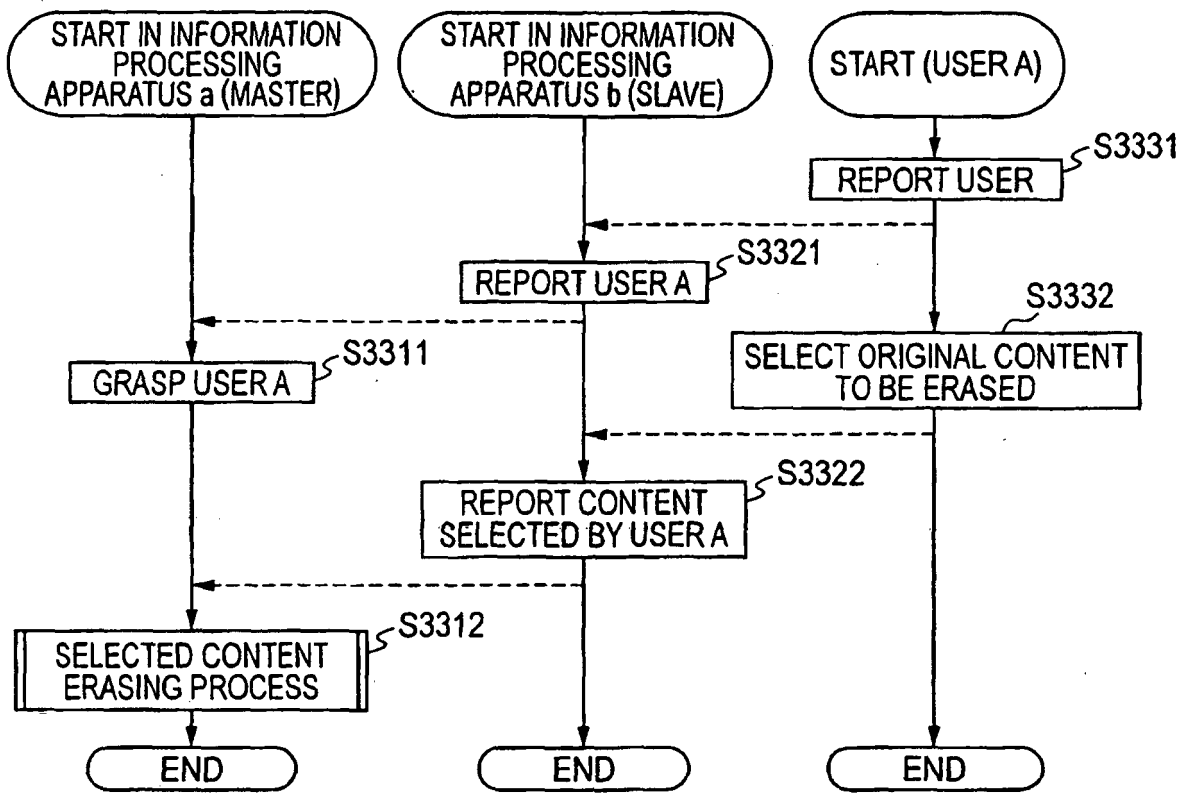 START IN INFORMATION
PROCESSING
APPARATUS a (MASTER)
START IN INFORMATION
PROCESSING
APPARATUS b (SLAVE)
START (USER A)
S3331
REPORT USER
S3321
REPORT USER A
S3332
SELECT ORIGINAL CONTENT
TO BE ERASED
S3311
GRASP USER A
S3322
REPORT CONTENT
SELECTED BY USER A
S3312
SELECTED CONTENT
ERASING PROCESS
END
END
END